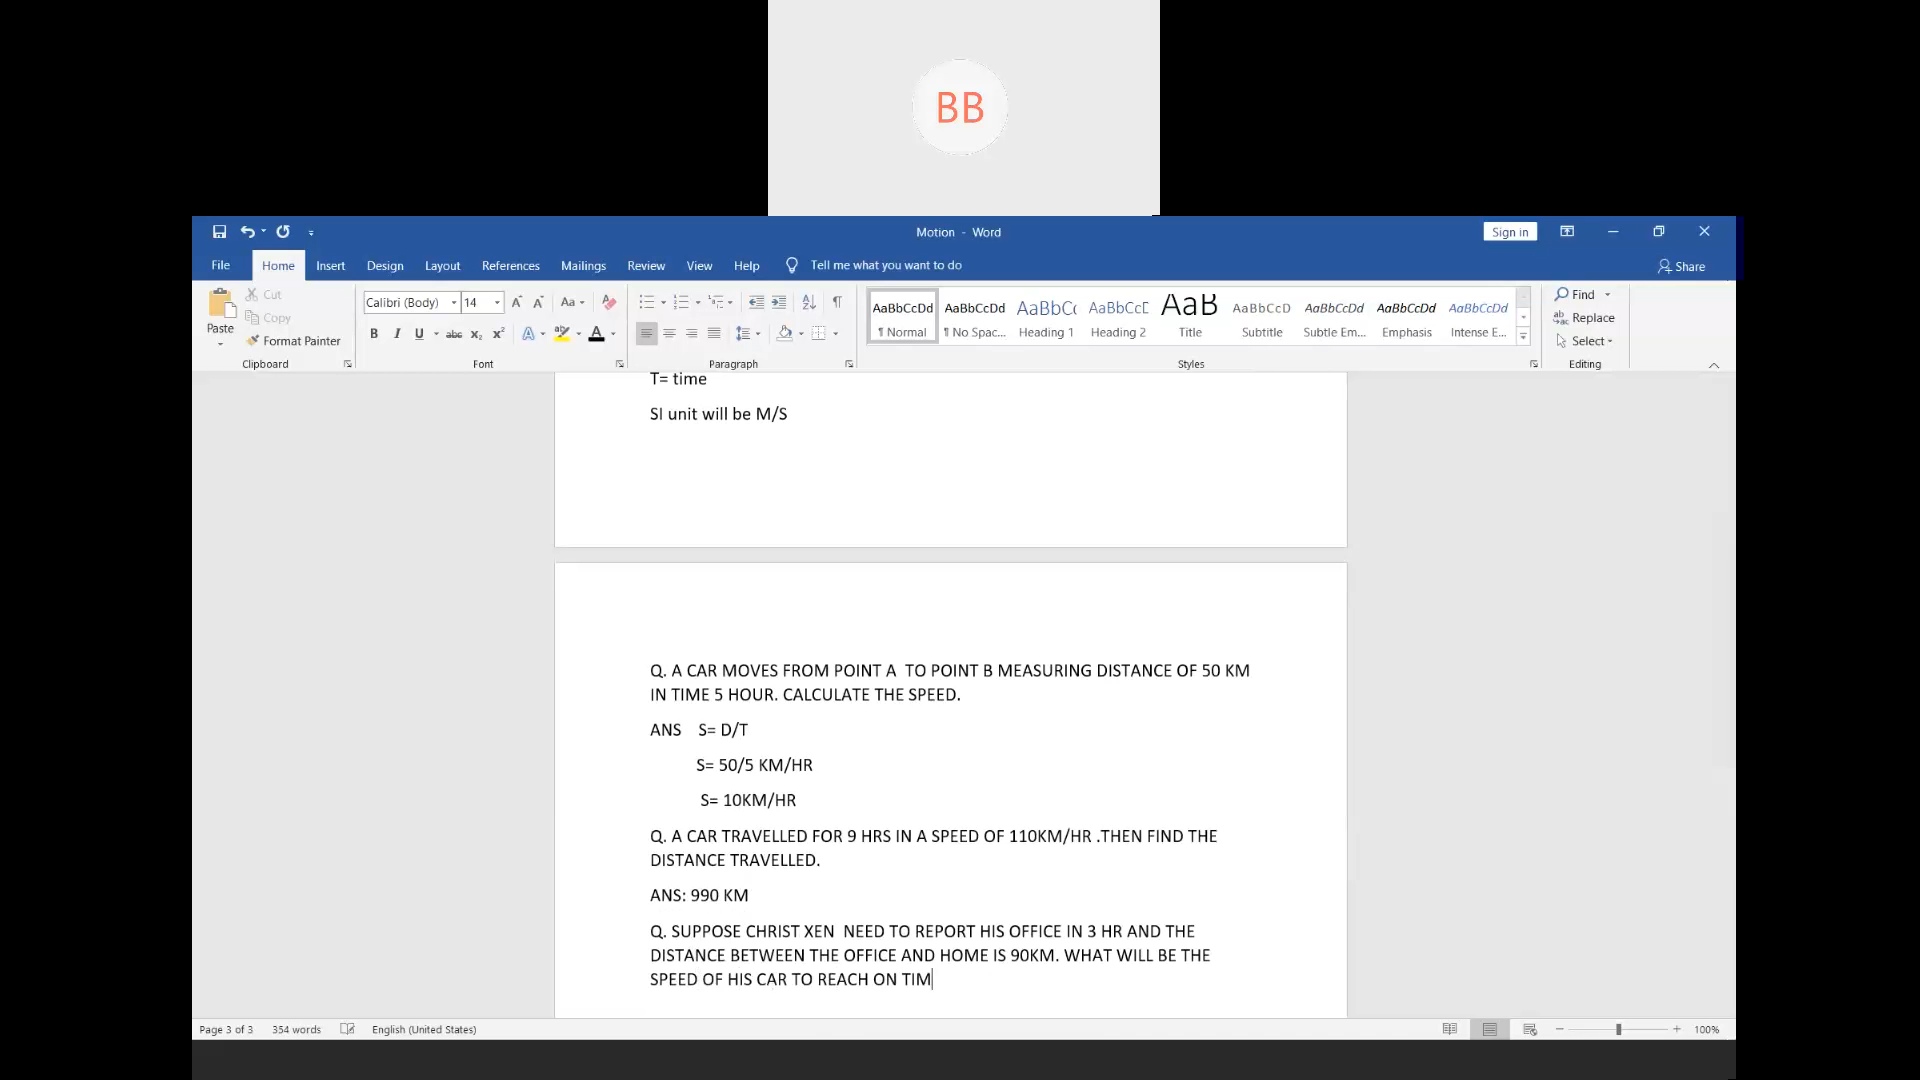 BB
Motion - Word
Sign in
File Home Insert Design Layout References Mailings Review View Help Tell me what you want to do Share
Paste
Cut
Copy
Format Painter
Clipboard
Calibri (Body) 14
Font
Paragraph
AaBbCcDd AaBbCcDd AaBbC( AaBbCcE AaB AaBbCcD AaBbCcDd AaBbCcDd AaBbCcDd
¶ Normal ¶ No Spac... Heading 1 Heading 2 Title Subtitle Subtle Em... Emphasis Intense E...
Styles
Find
Replace
Select
Editing
T= time
SI unit will be M/S
Q. A CAR MOVES FROM POINT A TO POINT B MEASURING DISTANCE OF 50 KM
IN TIME 5 HOUR. CALCULATE THE SPEED.
ANS S= D/T
S= 50/5 KM/HR
S= 10KM/HR
Q. A CAR TRAVELLED FOR 9 HRS IN A SPEED OF 110KM/HR .THEN FIND THE
DISTANCE TRAVELLED.
ANS: 990 KM
Q. SUPPOSE CHRIST XEN NEED TO REPORT HIS OFFICE IN 3 HR AND THE
DISTANCE BETWEEN THE OFFICE AND HOME IS 90KM. WHAT WILL BE THE
SPEED OF HIS CAR TO REACH ON TIM
Page 3 of 3 354 words English (United States) 100%